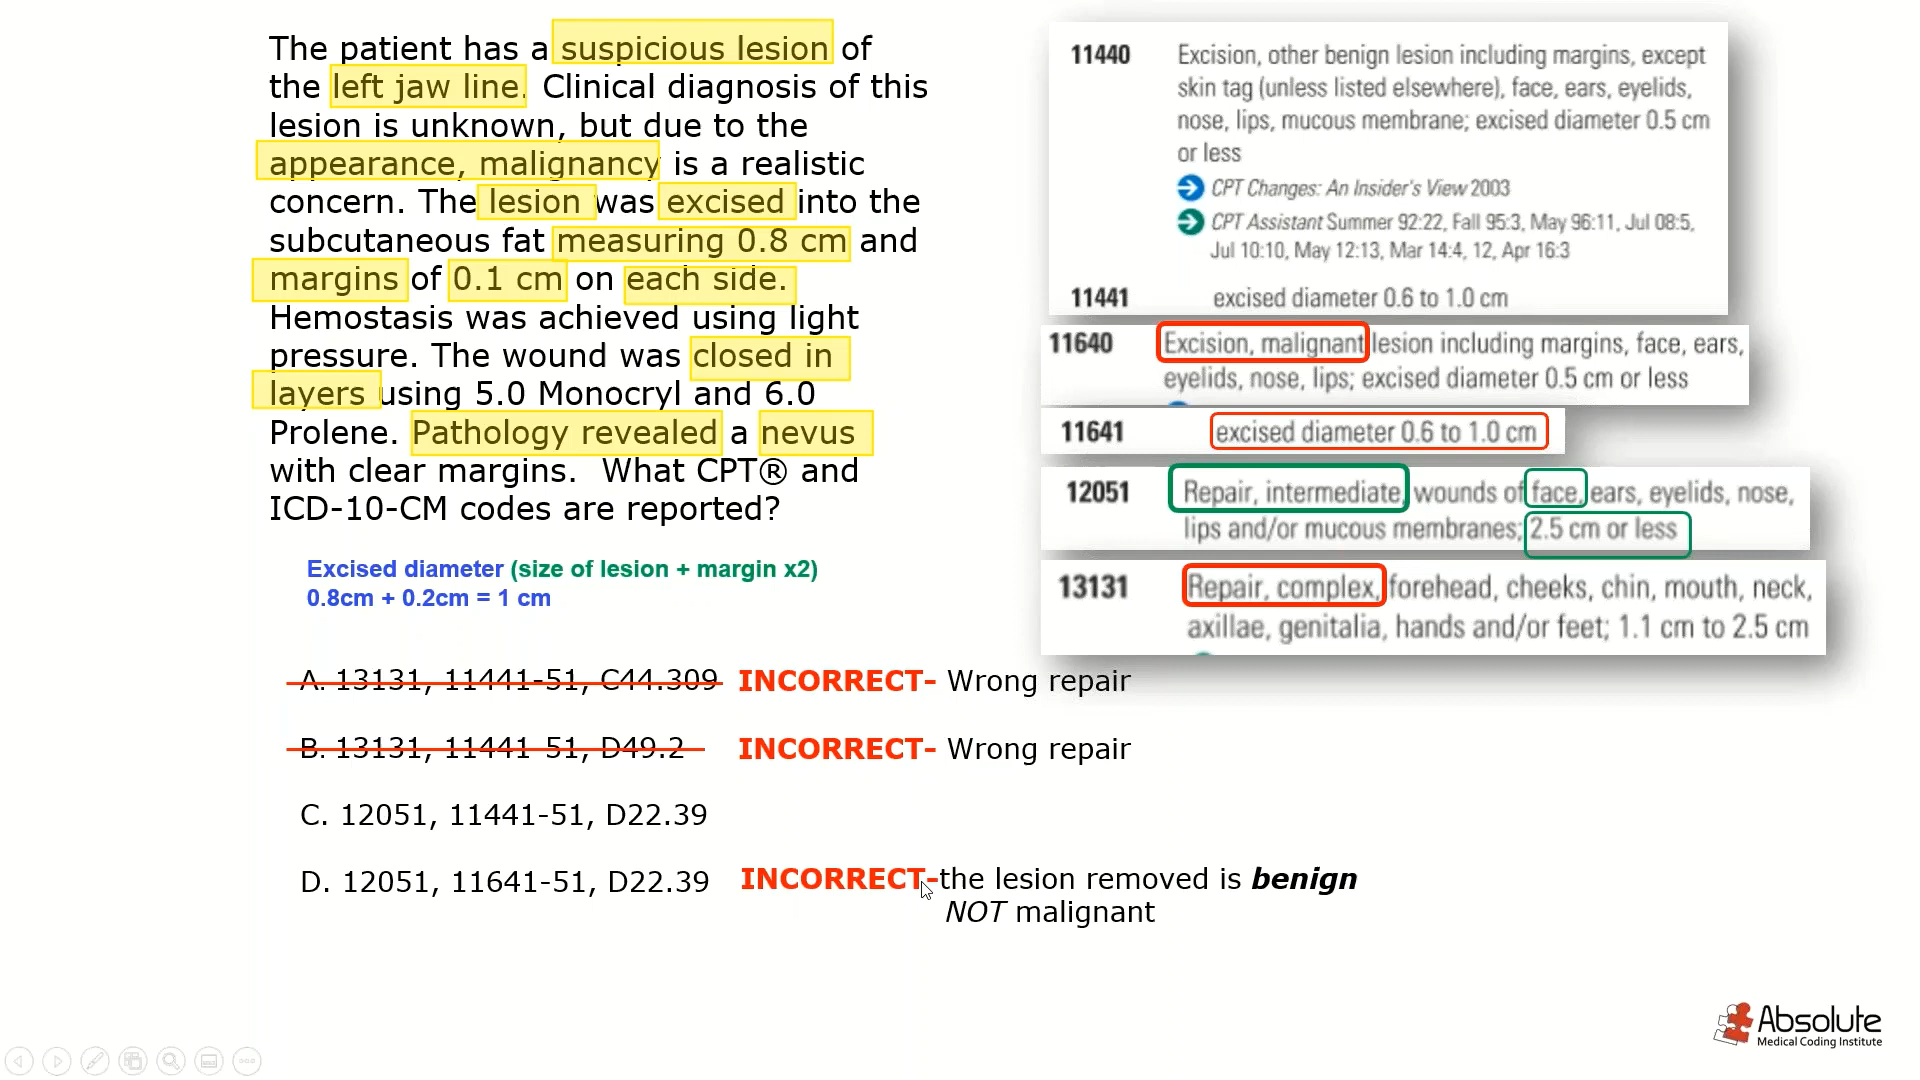 The patient has a suspicious lesion of
the left jaw line. Clinical diagnosis of this
lesion is unknown, but due to the
appearance, malignancy is a realistic
concern. The lesion was excised into the
subcutaneous fat measuring 0.8 cm and
margins of 0.1 cm on each side.
Hemostasis was achieved using light
pressure. The wound was closed in
layers using 5.0 Monocryl and 6.0
Prolene. Pathology revealed a nevus
with clear margins. What CPT® and
ICD-10-CM codes are reported?
Excised diameter (size of lesion + margin x2)
0.8cm + 0.2cm = 1 cm
A. 13131, 11441-51, C44.309 INCORRECT- Wrong repair
B. 13131, 11441-51, D49.2 INCORRECT- Wrong repair
C. 12051, 11441-51, D22.39
D. 12051, 11641-51, D22.39 INCORRECT-the lesion removed is benign
NOT malignant
11440 Excision, other benign lesion including margins, except
skin tag (unless listed elsewhere), face, ears, eyelids,
nose, lips, mucous membrane; excised diameter 0.5 cm
or less
CPT Changes: An Insider's View 2003
CPT Assistant Summer 92:22, Fall 95:3, May 96:11, Jul 08:5,
Jul 10:10, May 12:13, Mar 14:4, 12, Apr 16:3
11441 excised diameter 0.6 to 1.0 cm
11640 Excision, malignant lesion including margins, face, ears,
eyelids, nose, lips; excised diameter 0.5 cm or less
11641 excised diameter 0.6 to 1.0 cm
12051 Repair, intermediate, wounds of face, ears, eyelids, nose,
lips and/or mucous membranes; 2.5 cm or less
13131 Repair, complex, forehead, cheeks, chin, mouth, neck,
axillae, genitalia, hands and/or feet; 1.1 cm to 2.5 cm
Absolute
Medical Coding Institute